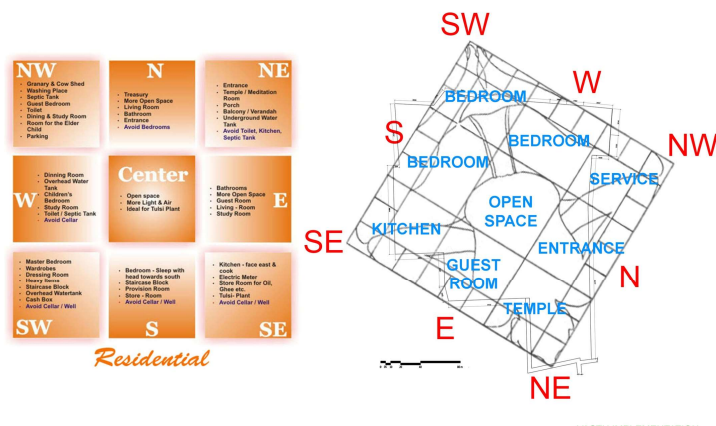 NW
• Granary & Cow Shed
• Washing Place
• Septic Tank
• Guest Bedroom
• Toilet
• Dining & Study Room
• Room for the Elder
Child
• Parking
N
• Treasury
• More Open Space
• Living Room
• Bathroom
• Entrance
• Avoid Bedrooms
NE
• Entrance
• Temple / Meditation
Room
• Porch
• Balcony / Verandah
• Underground Water
Tank
• Avoid Toilet, Kitchen,
Septic Tank
W
• Dinning Room
• Overhead Water
Tank
• Children's
Bedroom
• Study Room
• Toilet / Septic Tank
• Avoid Cellar
Center
• Open space
• More Light & Air
• Ideal for Tulsi Plant
E
• Bathrooms
• More Open Space
• Guest Room
• Living - Room
• Study Room
• Master Bedroom
• Wardrobes
• Dressing Room
• Staircase Block
• Overhead Watertank
• Cash Box
• Avoid Cellar / Well
SW
• Bedroom - Sleep with
head towards south
• Staircase Block
• Provision Room
• Store - Room
• Avoid Cellar / Well
S
• Kitchen - face east &
cook
• Electric Meter
• Store Room for Oil,
Ghee etc.
• Tulsi- Plant
• Avoid Cellar / Well
SE
Residential
SW
W
BEDROOM
S
BEDROOM
NW
BEDROOM
SERVICE
OPEN
SPACE
KITCHEN
SE
ENTRANCE
GUEST
ROOM
N
TEMPLE
E
NE